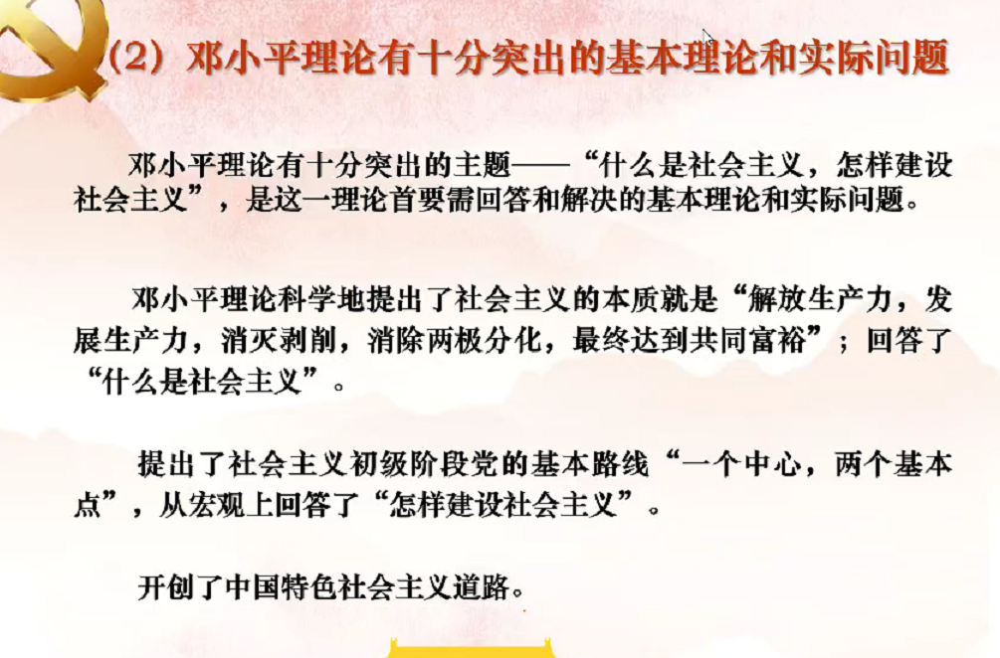 （2）邓小平理论有十分突出的基本理论和实际问题
邓小平理论有十分突出的主题——“什么是社会主义，怎样建设
社会主义”，是这一理论首要需回答和解决的基本理论和实际问题。
邓小平理论科学地提出了社会主义的本质就是“解放生产力，发
展生产力，消灭剥削，消除两极分化，最终达到共同富裕”；回答了
“什么是社会主义”。
提出了社会主义初级阶段党的基本路线“一个中心，两个基本
点”，从宏观上回答了“怎样建设社会主义”。
开创了中国特色社会主义道路。